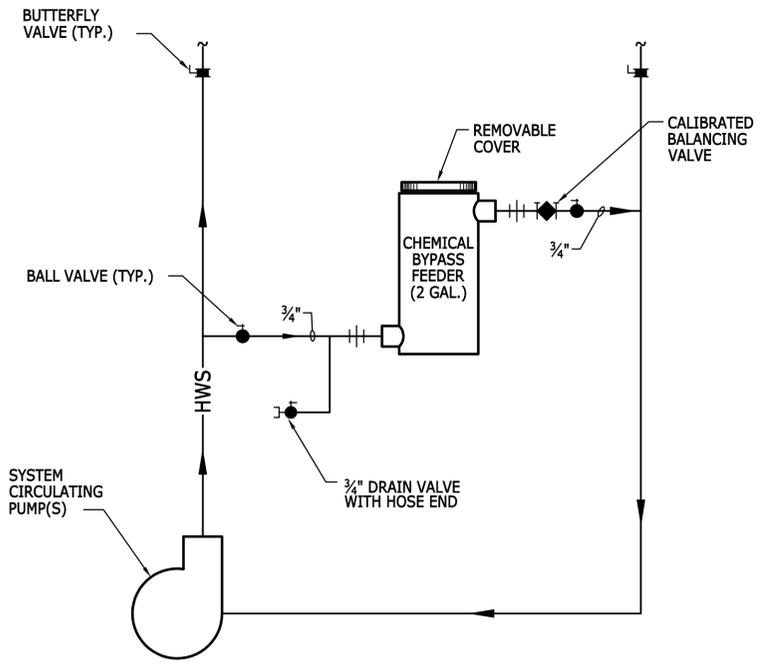 BUTTERFLY
VALVE (TYP.)
REMOVABLE
COVER
CALIBRATED
BALANCING
VALVE
CHEMICAL
BYPASS
FEEDER
(2 GAL.)
¾"
BALL VALVE (TYP.)
¾"
HWS
SYSTEM
CIRCULATING
PUMP(S)
¾" DRAIN VALVE
WITH HOSE END